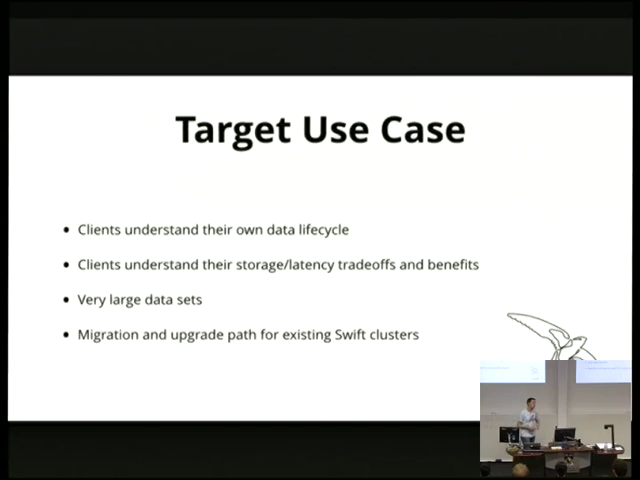 Target Use Case
Clients understand their own data lifecycle
Clients understand their storage/latency tradeoffs and benefits
Very large data sets
Migration and upgrade path for existing Swift clusters